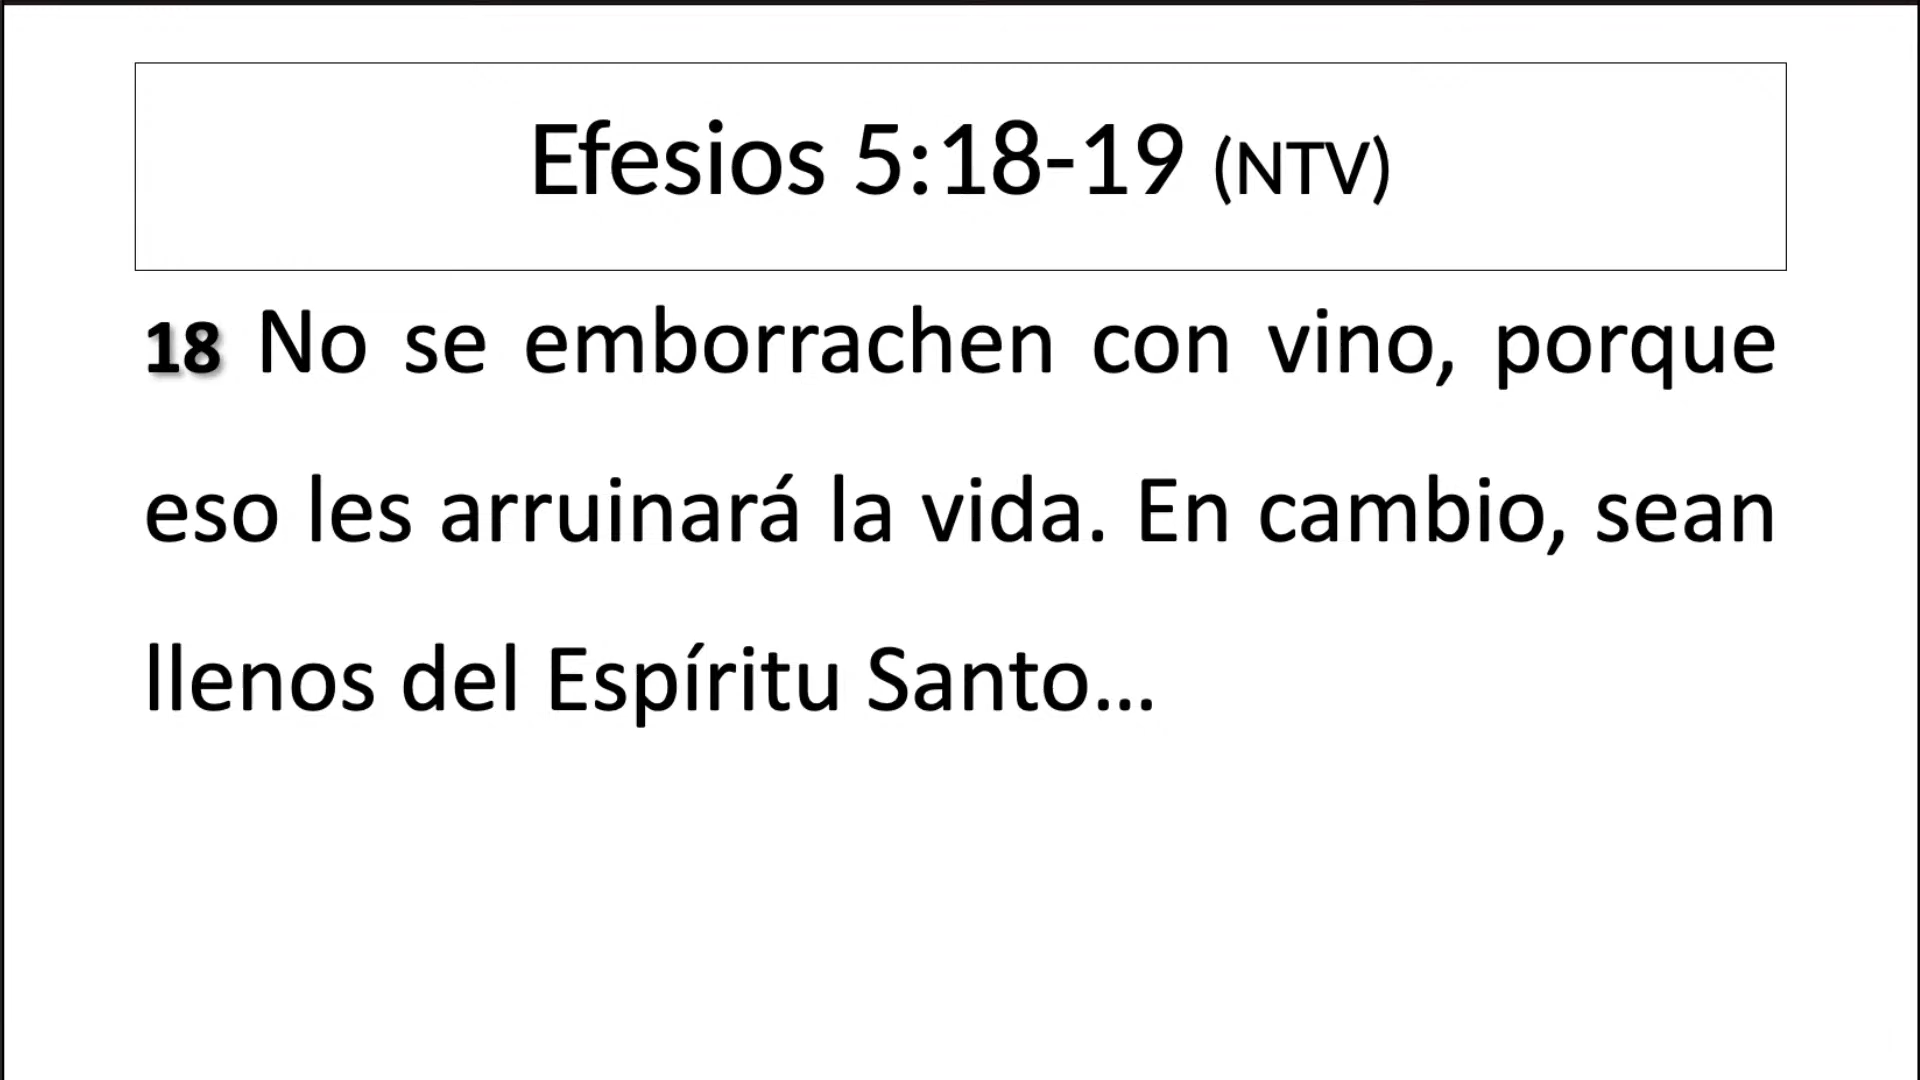 Efesios 5:18-19 (NTV)
18 No se emborrachen con vino, porque
eso les arruinará la vida. En cambio, sean
llenos del Espíritu Santo...